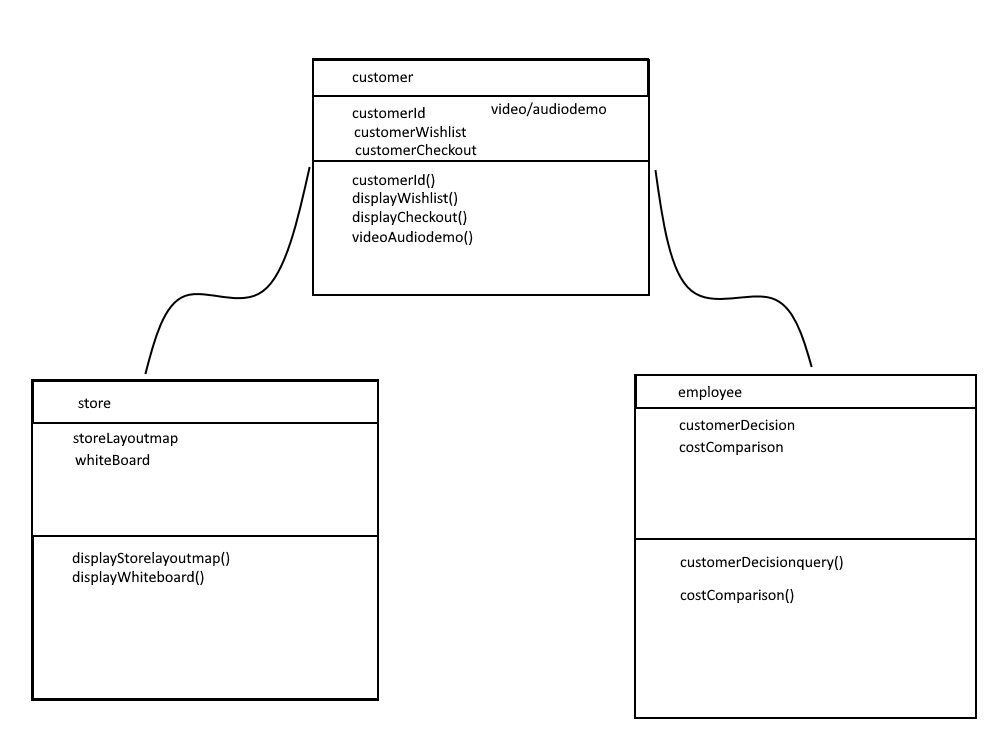 customer
customerId video/audiodemo
customerWishlist
customerCheckout
customerId()
displayWishlist()
displayCheckout()
videoAudiodemo()
store
storeLayoutmap
whiteBoard
displayStorelayoutmap()
displayWhiteboard()
employee
customerDecision
costComparison
customerDecisionquery()
costComparison()